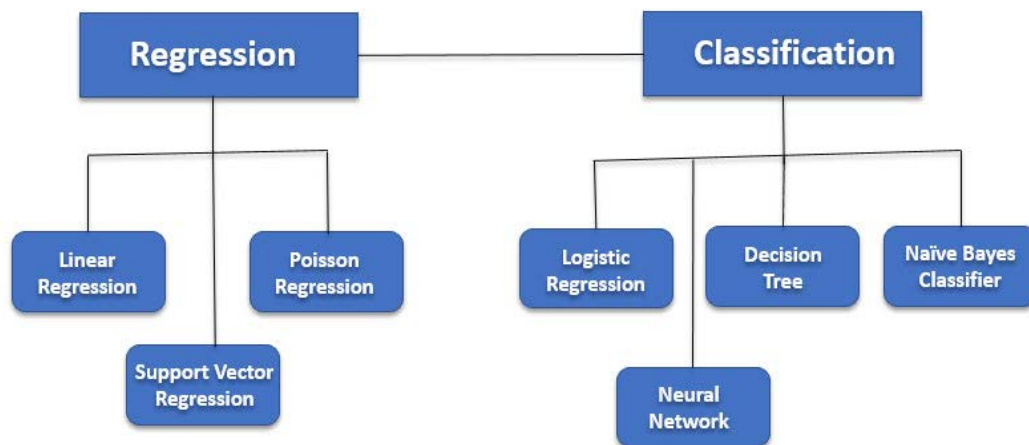 Regression
Classification
Linear
Regression
Poisson
Regression
Support Vector
Regression
Logistic
Regression
Decision
Tree
Naïve Bayes
Classifier
Neural
Network